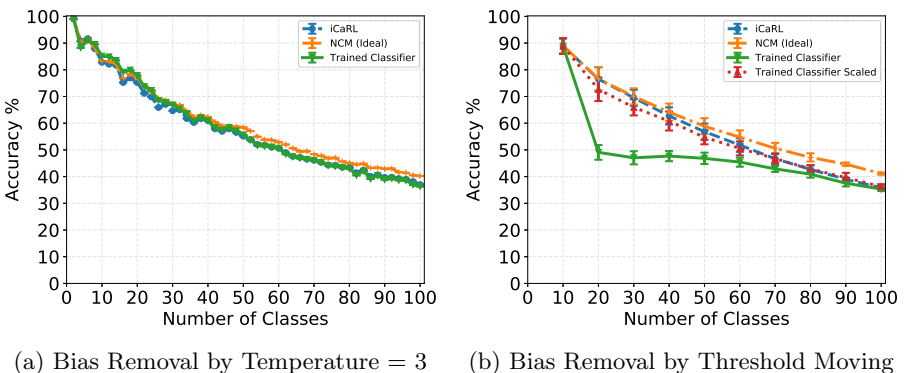 100
90
80
70
60
50
40
30
20
10
0
Accuracy %
0 10 20 30 40 50 60 70 80 90 100
Number of Classes
iCaRL
NCM (Ideal)
Trained Classifier
(a) Bias Removal by Temperature = 3
100
90
80
70
60
50
40
30
20
10
0
Accuracy %
0 10 20 30 40 50 60 70 80 90 100
Number of Classes
iCaRL
NCM (Ideal)
Trained Classifier
Trained Classifier Scaled
(b) Bias Removal by Threshold Moving